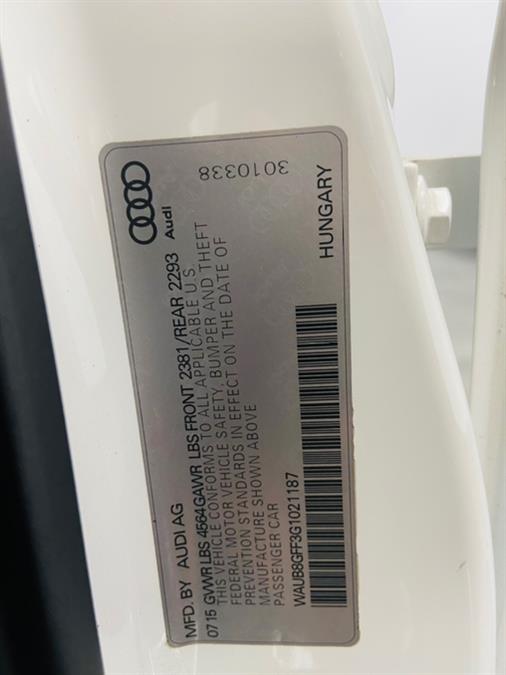 MFD. BY AUDI AG
Audi
0715 GVWR LBS 4564 GAWR LBS FRONT 2381/REAR 2293
THIS VEHICLE CONFORMS TO ALL APPLICABLE U.S.
FEDERAL MOTOR VEHICLE SAFETY, BUMPER AND THEFT
PREVENTION STANDARDS IN EFFECT ON THE DATE OF
MANUFACTURE SHOWN ABOVE
PASSENGER CAR
3010338
WAUB8GFF3G1021187
HUNGARY